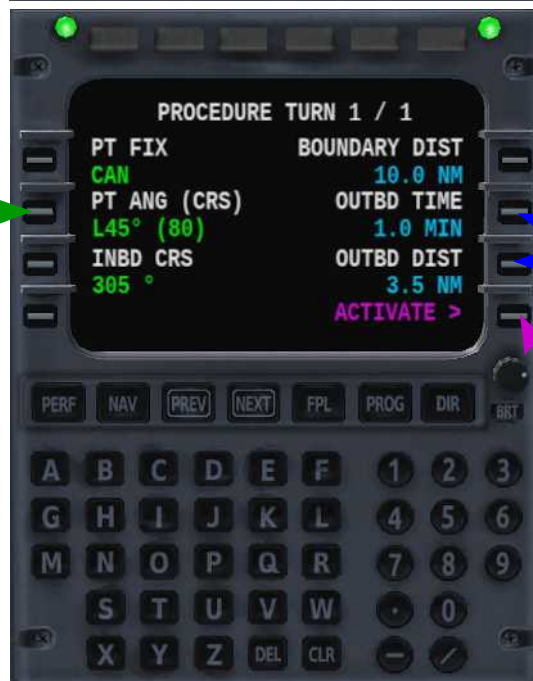 PROCEDURE TURN 1 / 1
PT FIX BOUNDARY DIST
CAN 10.0 NM
PT ANG (CRS) OUTBD TIME
L45° (80) 1.0 MIN
INBD CRS OUTBD DIST
305 ° 3.5 NM
ACTIVATE >
PERF NAV PREV NEXT FPL PROG DIR BRT
A B C D E F 1 2 3
G H I J K L 4 5 6
M N O P Q R 7 8 9
S T U V W · 0
X Y Z DEL CLR - /